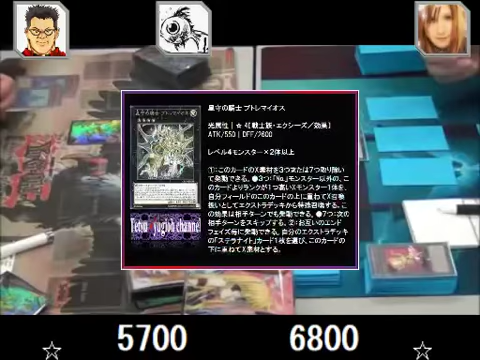 星守の騎士 プトレマイオス
星守の騎士 プトレマイオス
光属性 | ☆ 4【戦士族・エクシーズ/効果】
ATK/550 | DEF/2600
レベル4モンスター×2体以上
①:このカードのX素材を3つまたは7つ取り除い
て発動できる。●3つ:「No.」モンスター以外の、この
カードよりランクが1つ高いXモンスター1体を、
自分フィールドのこのカードの上に重ねてX召喚
扱いとしてエクストラデッキから特殊召喚する。こ
の効果は相手ターンでも発動できる。●7つ:次の
相手ターンをスキップする。②:お互いのエンド
フェイズ毎に発動できる。自分のエクストラデッキの
「ステラナイト」カード1枚を選び、このカードの
下に重ねてX素材とする。
Tetsu yugioh channel
5700
6800